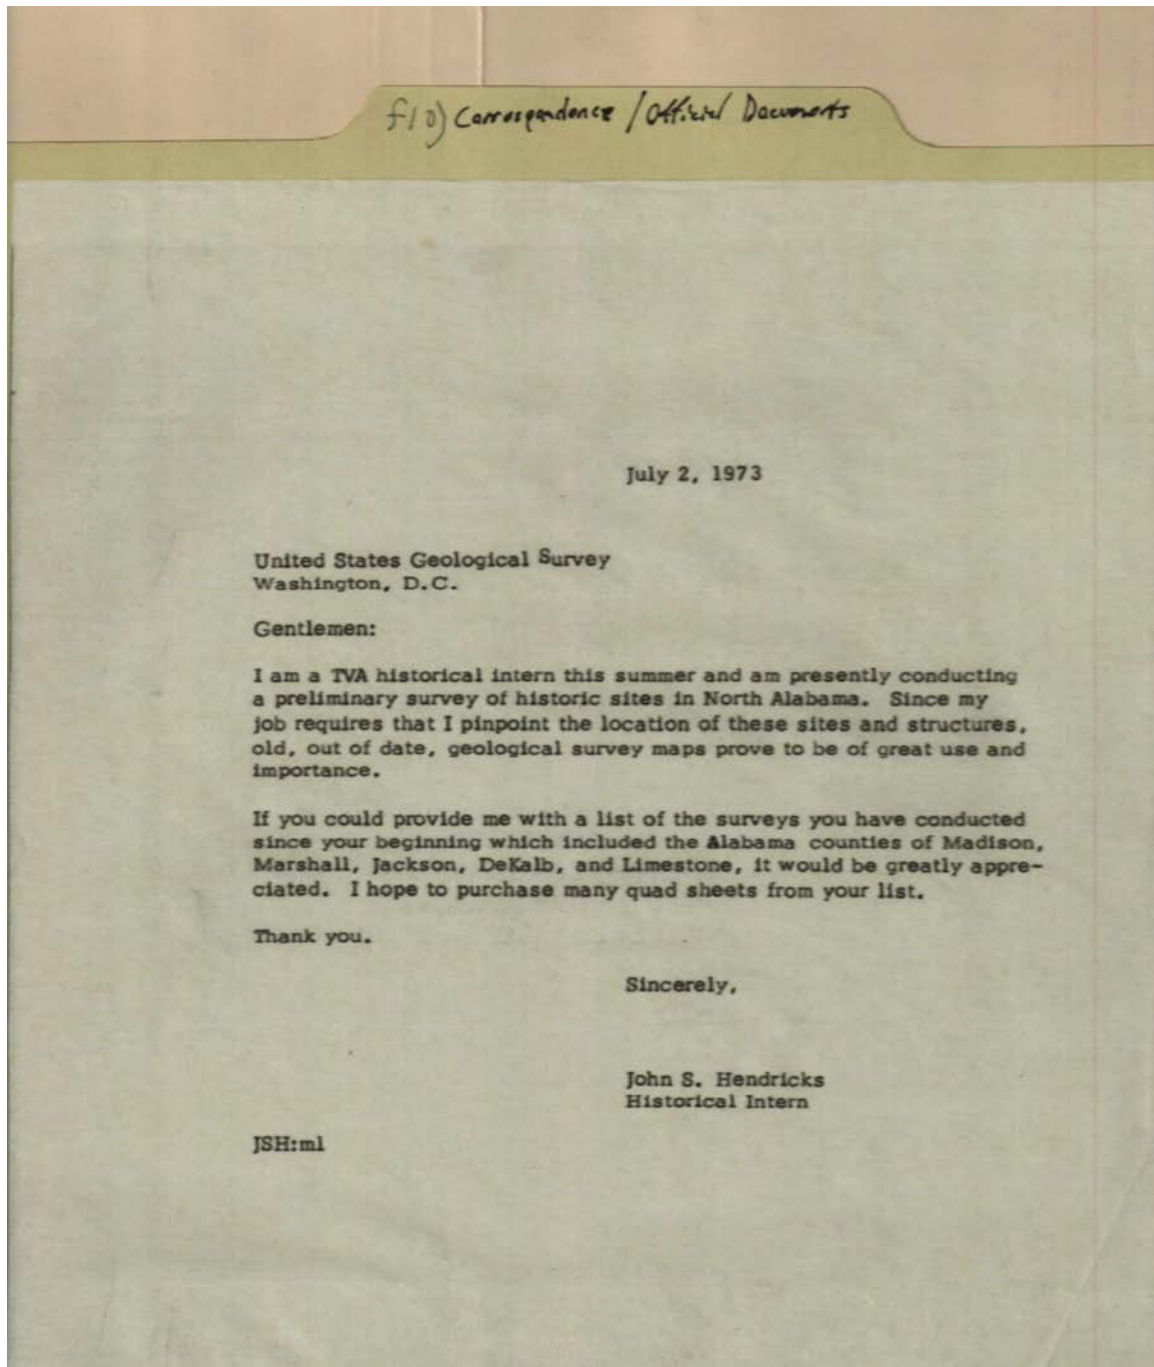 f10) Correspondence / Official Documents
July 2, 1973
United States Geological Survey
Washington, D.C.
Gentlemen:
I am a TVA historical intern this summer and am presently conducting
a preliminary survey of historic sites in North Alabama.  Since my
job requires that I pinpoint the location of these sites and structures,
old, out of date, geological survey maps prove to be of great use and
importance.
If you could provide me with a list of the surveys you have conducted
since your beginning which included the Alabama counties of Madison,
Marshall, Jackson, DeKalb, and Limestone, it would be greatly appre-
ciated.  I hope to purchase many quad sheets from your list.
Thank you.
Sincerely,
John S. Hendricks
Historical Intern
JSH:ml